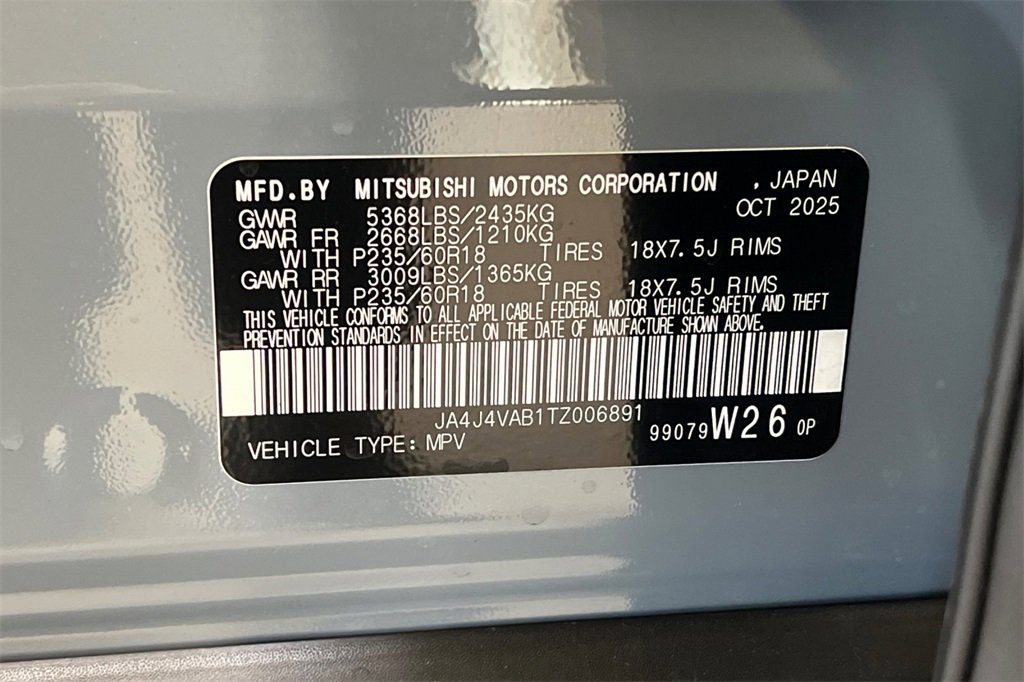 MFD.BY MITSUBISHI MOTORS CORPORATION , JAPAN
OCT 2025
GVWR 5368LBS/2435KG
GAWR FR 2668LBS/1210KG
WITH P235/60R18 TIRES 18X7.5J RIMS
GAWR RR 3009LBS/1365KG
WITH P235/60R18 TIRES 18X7.5J RIMS
THIS VEHICLE CONFORMS TO ALL APPLICABLE FEDERAL MOTOR VEHICLE SAFETY AND THEFT
PREVENTION STANDARDS IN EFFECT ON THE DATE OF MANUFACTURE SHOWN ABOVE.
JA4J4VAB1TZ006891
VEHICLE TYPE: MPV 99079 W26 0P